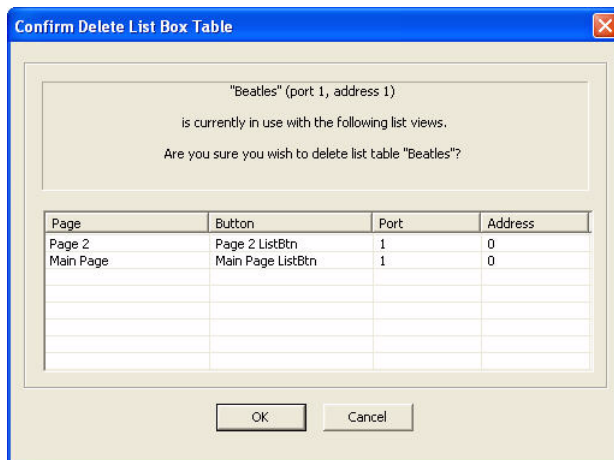 Confirm Delete List Box Table
"Beatles" (port 1, address 1)
is currently in use with the following list views.
Are you sure you wish to delete list table "Beatles"?
Page Button Port Address
Page 2 Page 2 ListBtn 1 0
Main Page Main Page ListBtn 1 0
OK Cancel